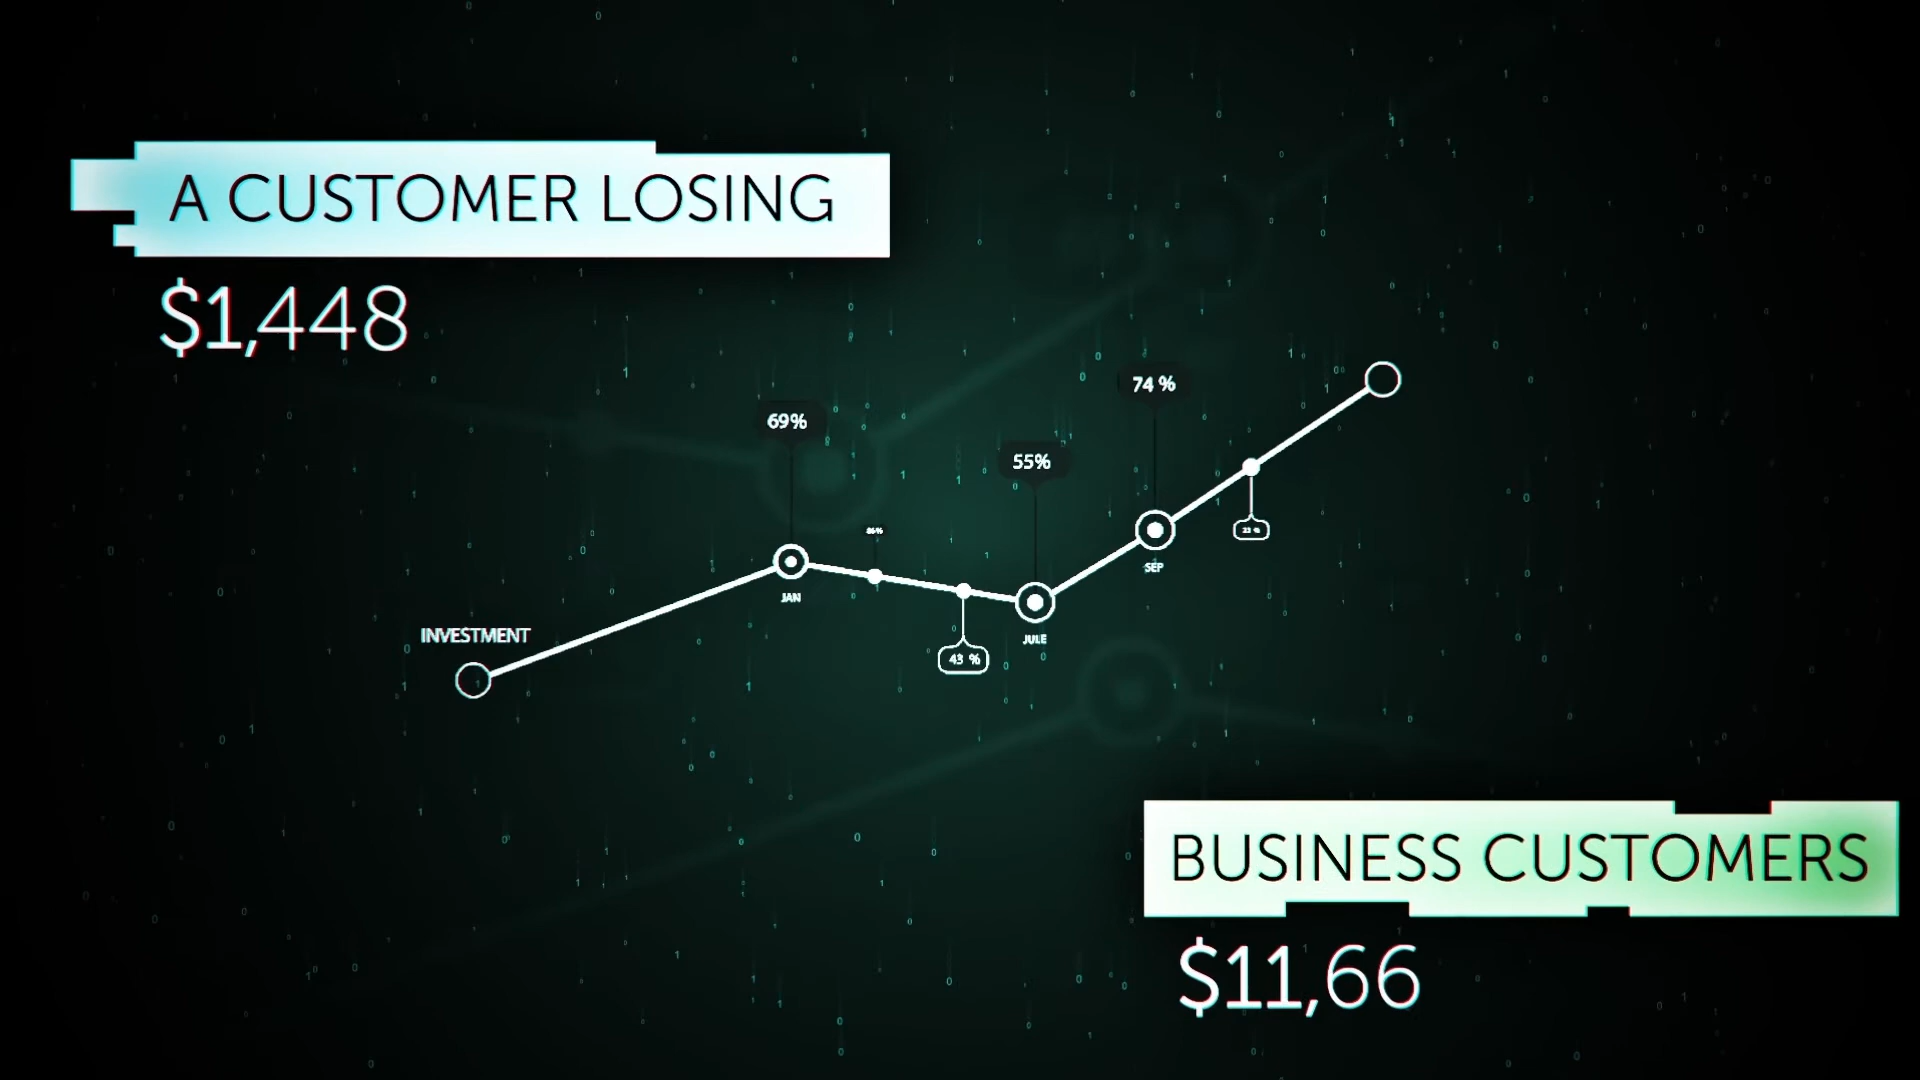 A CUSTOMER LOSING
$1,448
74 %
69%
55%
JAN
SEP
INVESTMENT
JULE
43 %
BUSINESS CUSTOMERS
$11,66